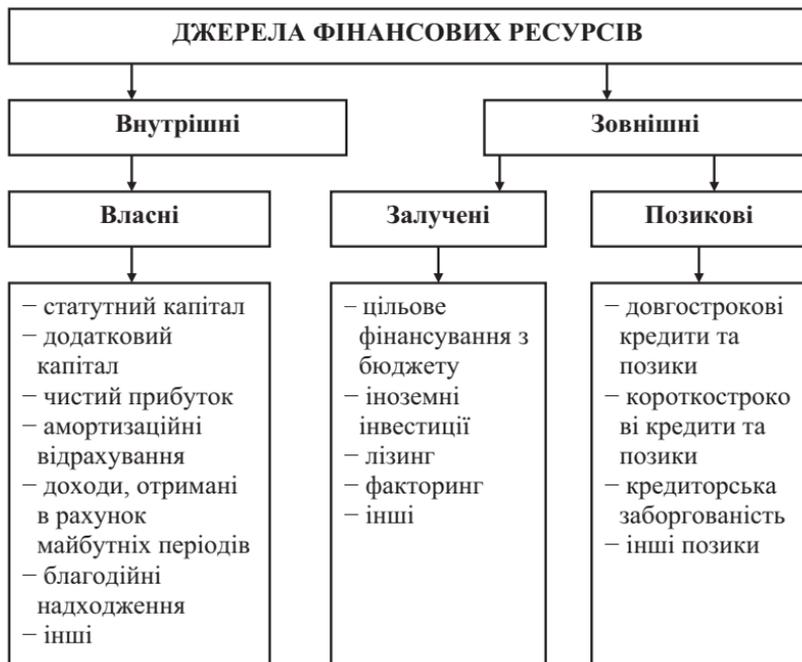 ДЖЕРЕЛА ФІНАНСОВИХ РЕСУРСІВ
Внутрішні
Зовнішні
Власні
Залучені
Позикові
− статутний капітал
− додатковий
капітал
− чистий прибуток
− амортизаційні
відрахування
− доходи, отримані
в рахунок
майбутніх періодів
− благодійні
надходження
− інші
− цільове
фінансування з
бюджету
− іноземні
інвестиції
− лізинг
− факторинг
− інші
− довгострокові
кредити та
позики
− короткостроко
ві кредити та
позики
− кредиторська
заборгованість
− інші позики